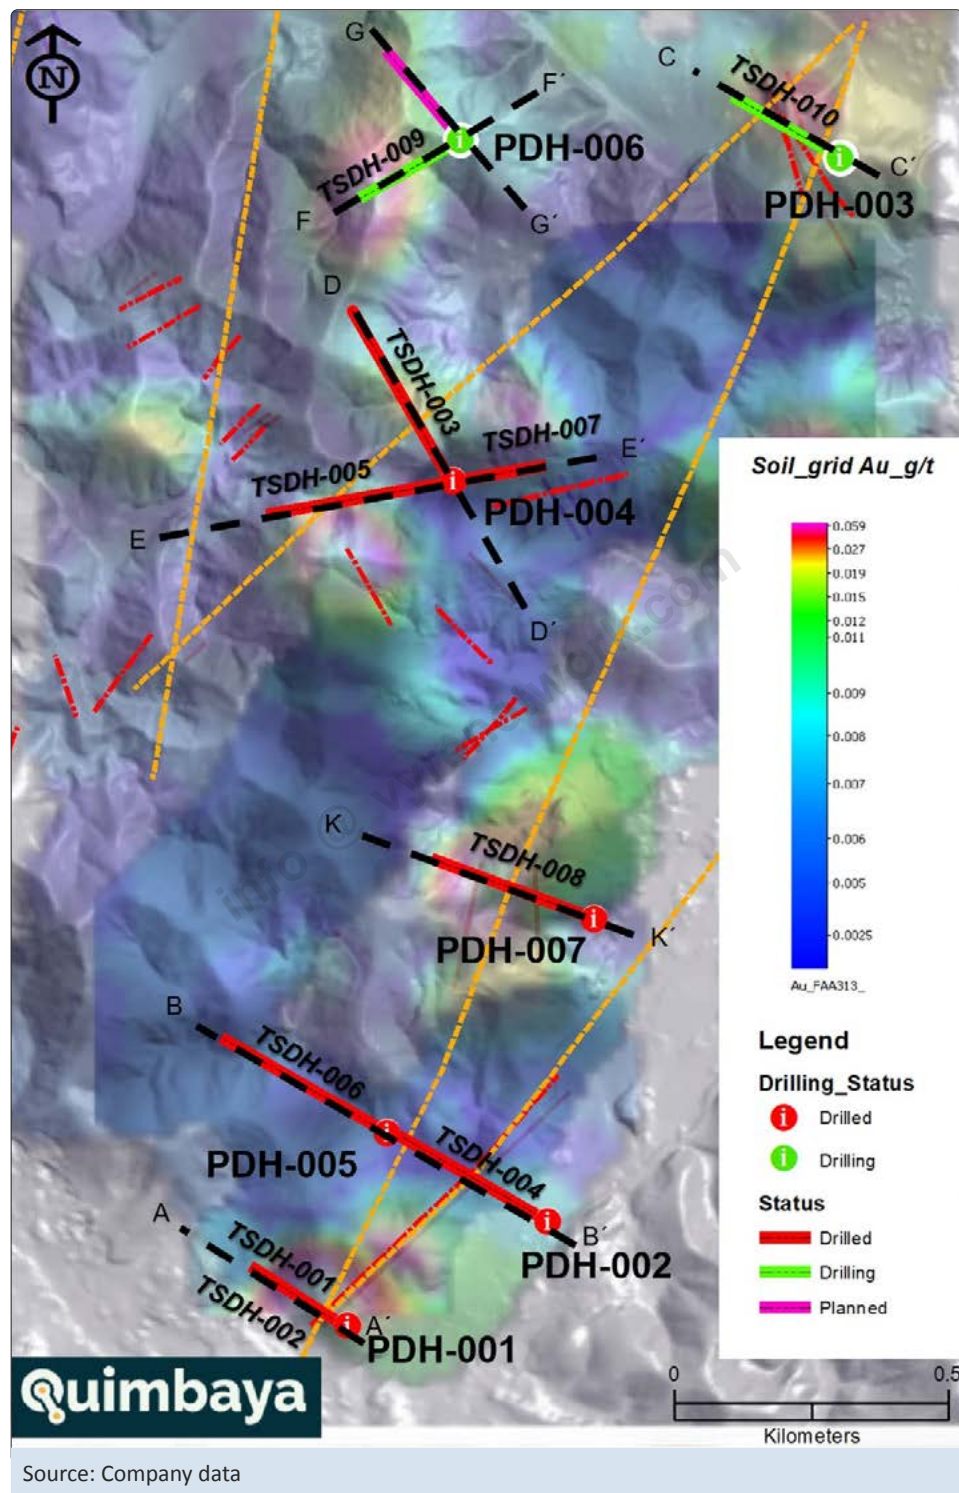 G
N
C
TSDH-010
F´
PDH-006
TSDH-009
C´
PDH-003
F
G´
D
TSDH-003
TSDH-007
E´
TSDH-005
PDH-004
E
D´
Soil_grid Au_g/t
0.059
0.027
0.019
0.015
0.012
0.011
0.009
0.008
0.007
0.006
0.005
0.0025
Au_FAA313_
K
TSDH-008
PDH-007
K´
B
TSDH-006
PDH-005
TSDH-004
B´
PDH-002
A
TSDH-001
TSDH-002
A´
PDH-001
Legend
Drilling_Status
i Drilled
i Drilling
Status
Drilled
Drilling
Planned
0 0.5
Kilometers
Quimbaya
Source: Company data